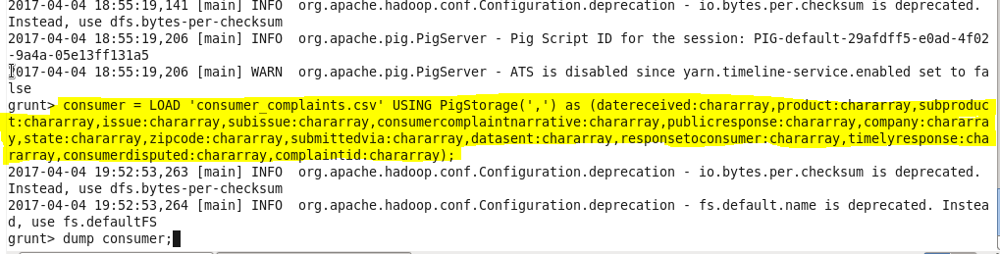 2017-04-04 18:55:19,141 [main] INFO  org.apache.hadoop.conf.Configuration.deprecation - io.bytes.per.checksum is deprecated.
Instead, use dfs.bytes-per-checksum
2017-04-04 18:55:19,206 [main] INFO  org.apache.pig.PigServer - Pig Script ID for the session: PIG-default-29afdff5-e0ad-4f02
-9a4a-05e13ff131a5
2017-04-04 18:55:19,206 [main] WARN  org.apache.pig.PigServer - ATS is disabled since yarn.timeline-service.enabled set to fa
lse
grunt> consumer = LOAD 'consumer_complaints.csv' USING PigStorage(',') as (datereceived:chararray,product:chararray,subproduc
t:chararray,issue:chararray,subissue:chararray,consumercomplaintnarrative:chararray,publicresponse:chararray,company:chararra
y,state:chararray,zipcode:chararray,submittedvia:chararray,datasent:chararray,responsetoconsumer:chararray,timelyresponse:cha
rarray,consumerdisputed:chararray,complaintid:chararray);
2017-04-04 19:52:53,263 [main] INFO  org.apache.hadoop.conf.Configuration.deprecation - io.bytes.per.checksum is deprecated.
Instead, use dfs.bytes-per-checksum
2017-04-04 19:52:53,264 [main] INFO  org.apache.hadoop.conf.Configuration.deprecation - fs.default.name is deprecated. Instea
d, use fs.defaultFS
grunt> dump consumer;